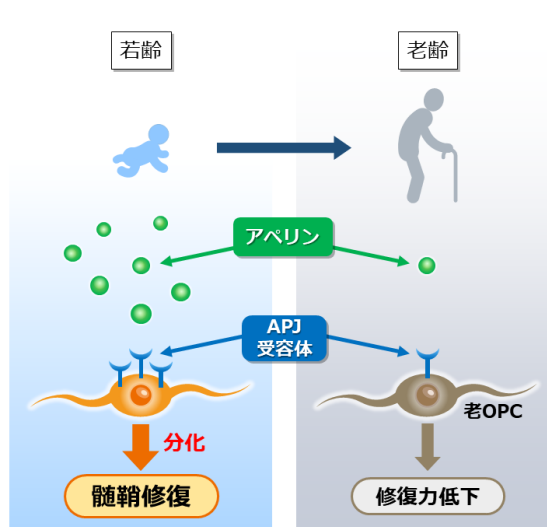 若齢
老齢
アペリン
APJ
受容体
老OPC
分化
髄鞘修復
修復力低下